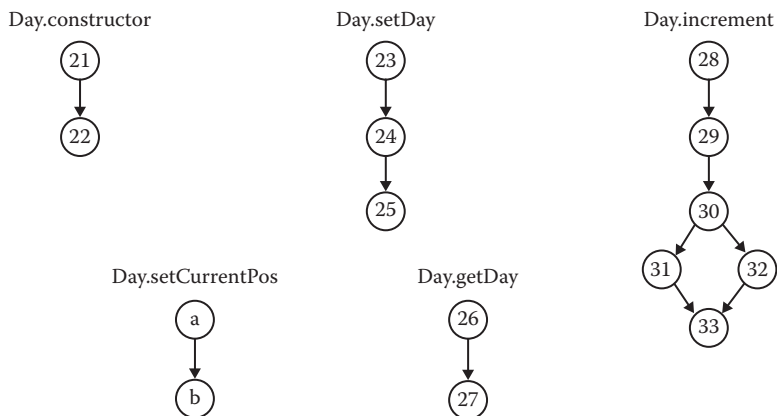 Day.constructor
21
22
Day.setDay
23
24
25
Day.increment
28
29
30
31
32
33
Day.setCurrentPos
a
b
Day.getDay
26
27